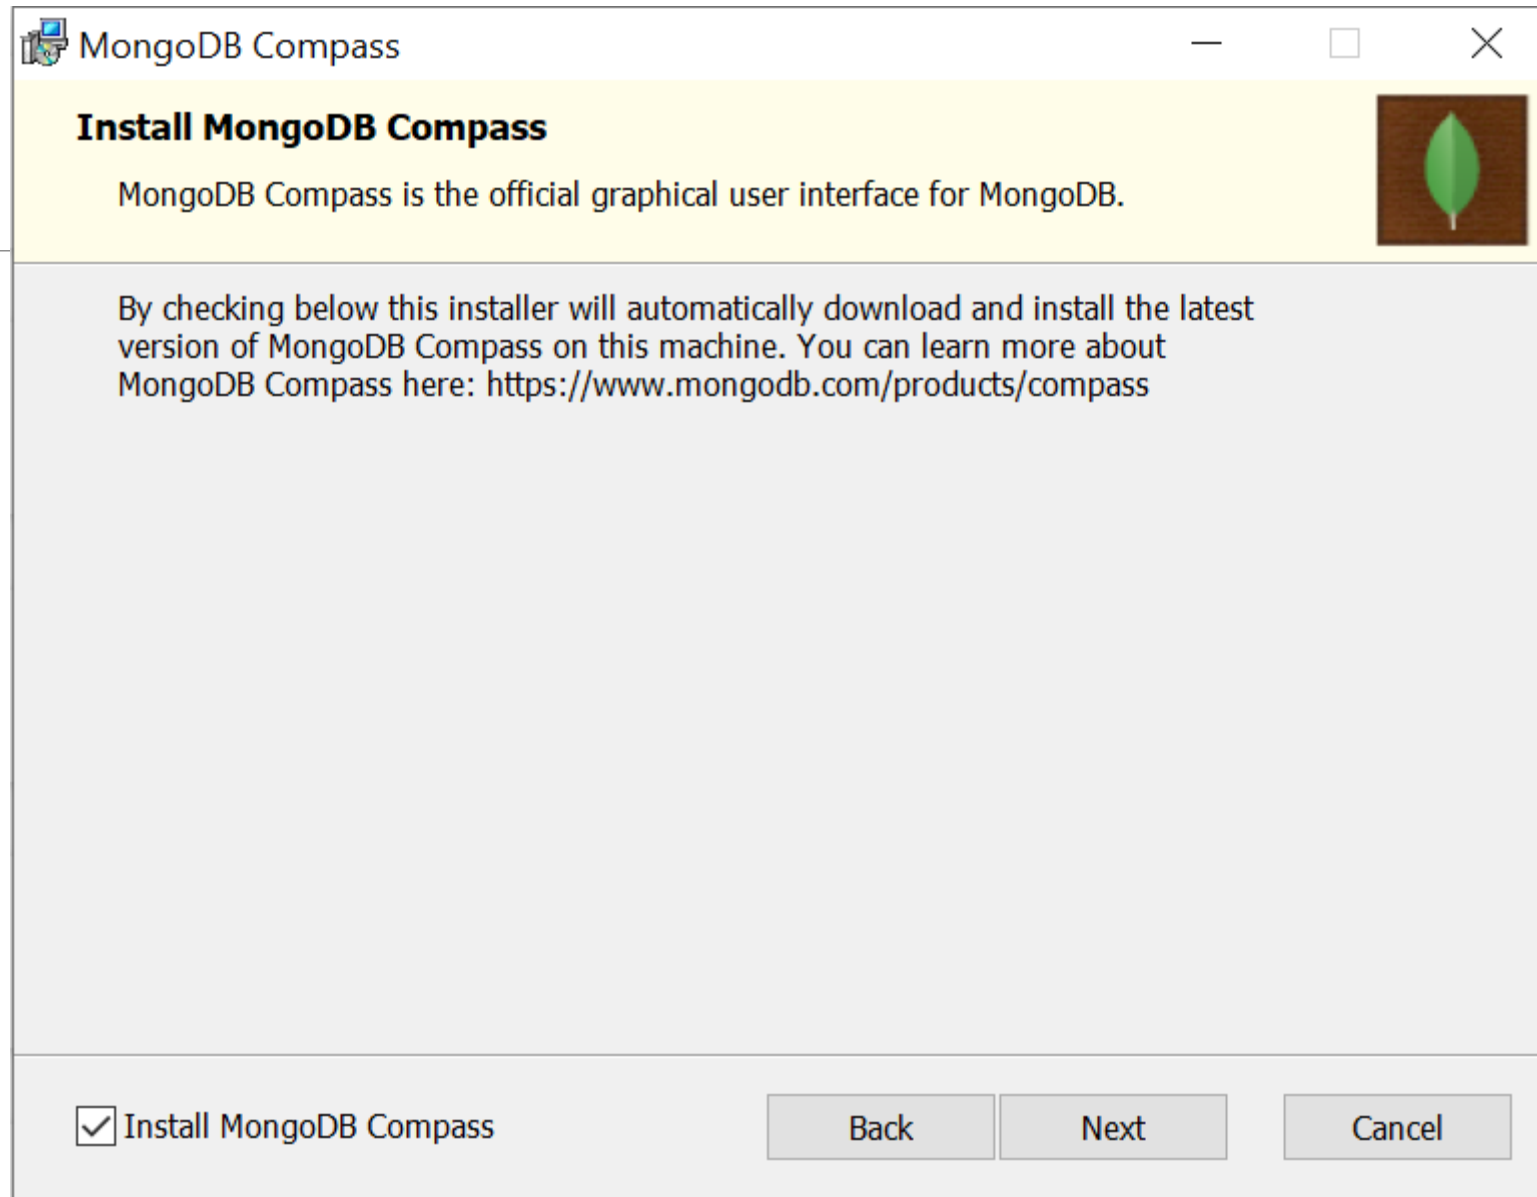 MongoDB Compass
Install MongoDB Compass
MongoDB Compass is the official graphical user interface for MongoDB.
By checking below this installer will automatically download and install the latest
version of MongoDB Compass on this machine. You can learn more about
MongoDB Compass here: https://www.mongodb.com/products/compass
Install MongoDB Compass
Back
Next
Cancel